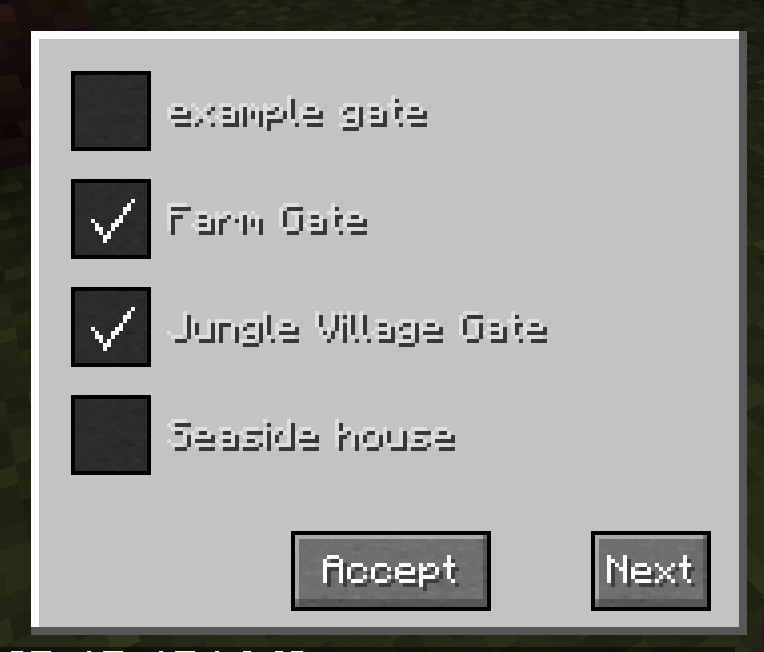 example gate
Farm Gate
Jungle Village Gate
Seaside house
Accept
Next